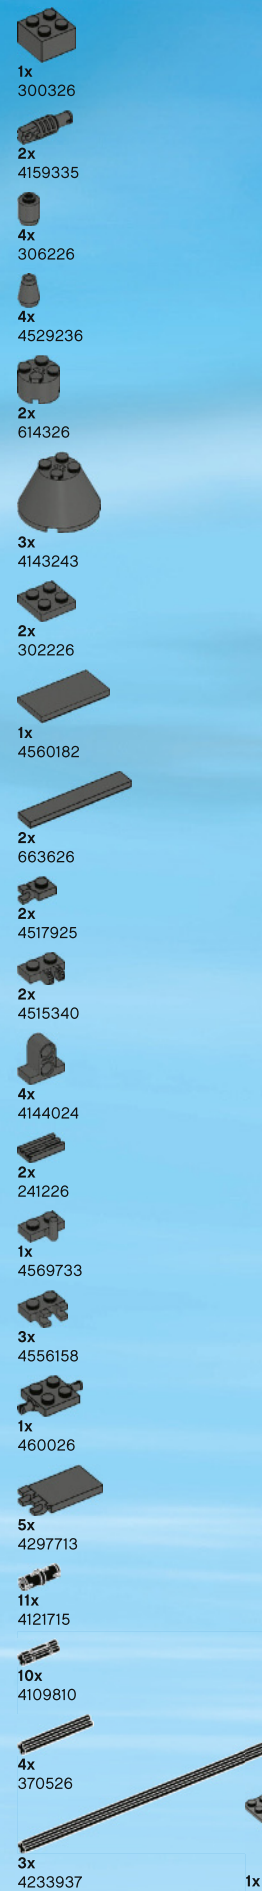 1x
300326
2x
4159335
4x
306226
4x
4529236
2x
614326
3x
4143243
2x
302226
1x
4560182
2x
663626
2x
4517925
2x
4515340
4x
4144024
2x
241226
1x
4569733
3x
4556158
1x
460026
5x
4297713
11x
4121715
10x
4109810
4x
370526
3x
4233937
1x